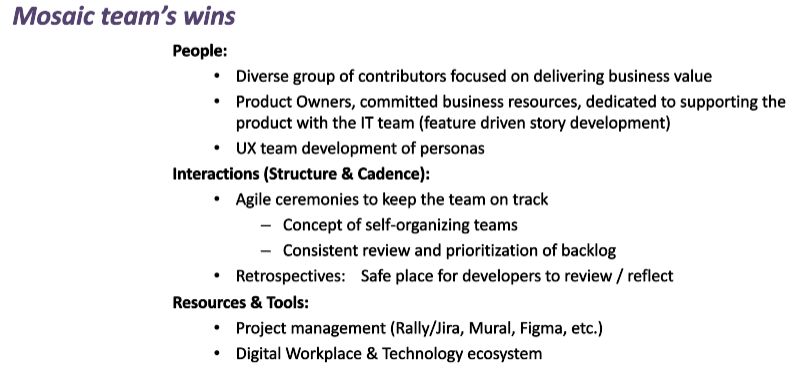 Mosaic team’s wins
People:
• Diverse group of contributors focused on delivering business value
• Product Owners, committed business resources, dedicated to supporting the
product with the IT team (feature driven story development)
• UX team development of personas
Interactions (Structure & Cadence):
• Agile ceremonies to keep the team on track
– Concept of self-organizing teams
– Consistent review and prioritization of backlog
• Retrospectives: Safe place for developers to review / reflect
Resources & Tools:
• Project management (Rally/Jira, Mural, Figma, etc.)
• Digital Workplace & Technology ecosystem